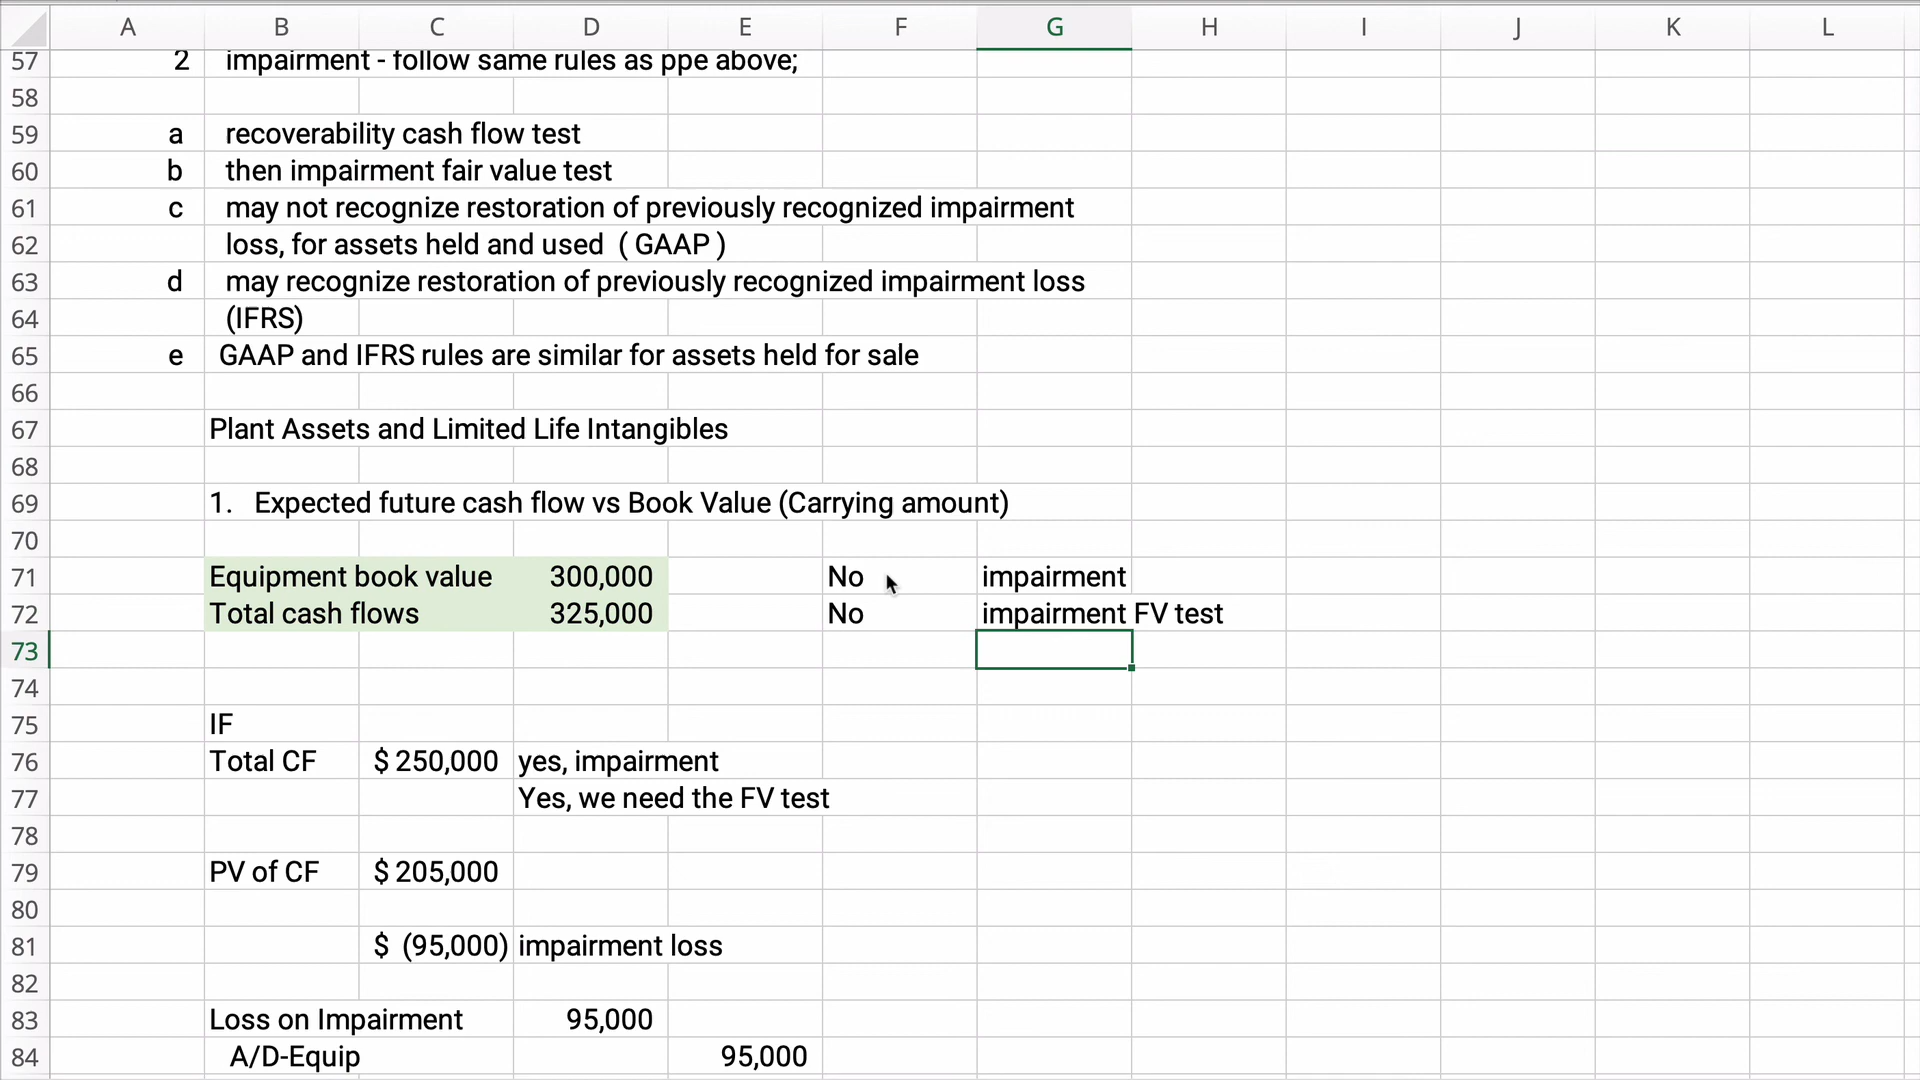 A B C D E F G H I J K L
57 2 impairment - follow same rules as ppe above;
58
59 a recoverability cash flow test
60 b then impairment fair value test
61 c may not recognize restoration of previously recognized impairment
62 loss, for assets held and used ( GAAP )
63 d may recognize restoration of previously recognized impairment loss
64 (IFRS)
65 e GAAP and IFRS rules are similar for assets held for sale
66
67 Plant Assets and Limited Life Intangibles
68
69 1. Expected future cash flow vs Book Value (Carrying amount)
70
71 Equipment book value 300,000 No impairment
72 Total cash flows 325,000 No impairment FV test
73
74
75 IF
76 Total CF $ 250,000 yes, impairment
77 Yes, we need the FV test
78
79 PV of CF $ 205,000
80
81 $ (95,000) impairment loss
82
83 Loss on Impairment 95,000
84 A/D-Equip 95,000